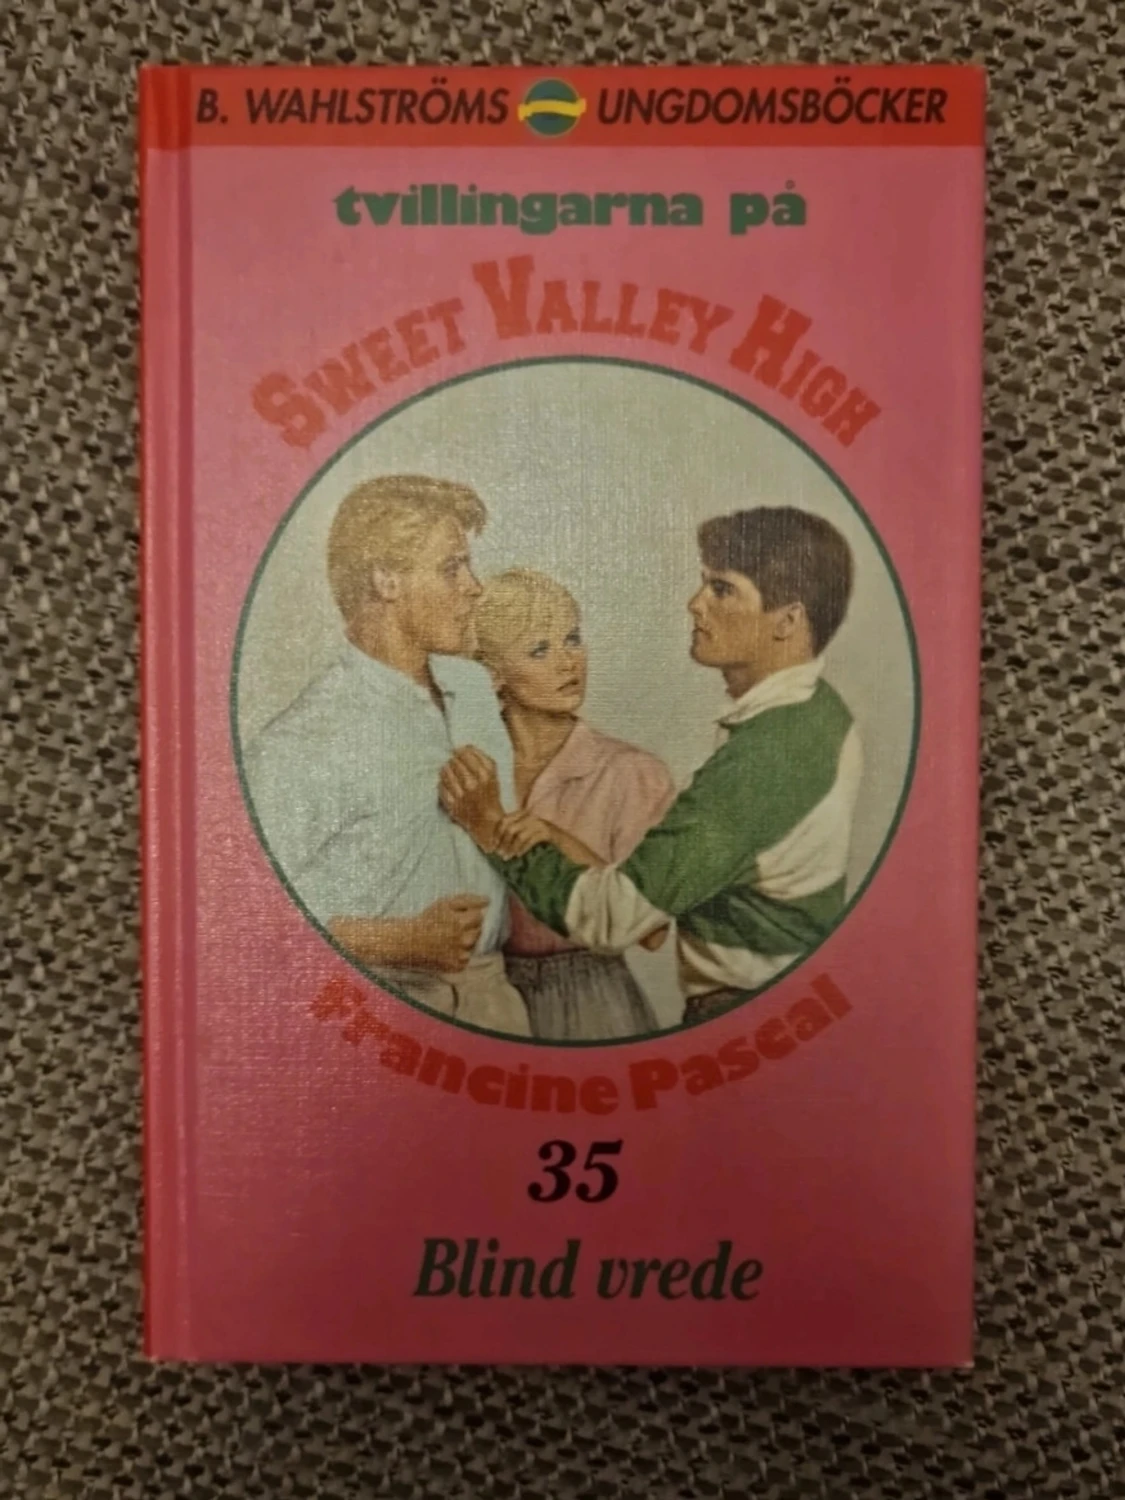 B. WAHLSTRÖMS UNGDOMSBÖCKER
tvillingarna på
SWEET VALLEY HIGH
Francine Pascal
35
Blind vrede